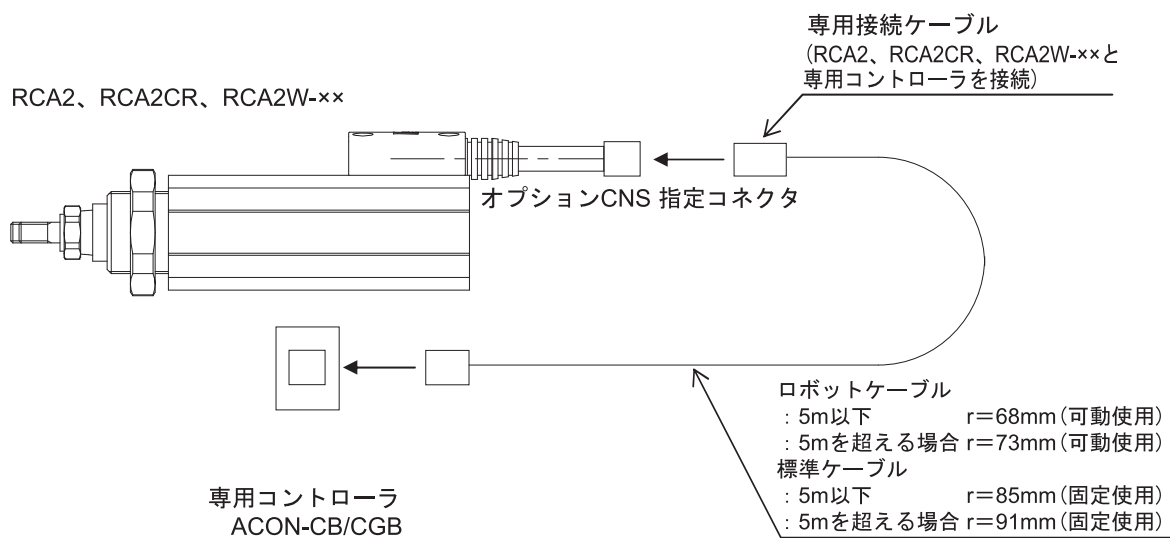 専用接続ケーブル
(RCA2、RCA2CR、RCA2W-××と
専用コントローラを接続)
RCA2、RCA2CR、RCA2W-××
オプションCNS 指定コネクタ
ロボットケーブル
:5m以下 r=68mm(可動使用)
:5mを超える場合 r=73mm(可動使用)
標準ケーブル
:5m以下 r=85mm(固定使用)
:5mを超える場合 r=91mm(固定使用)
専用コントローラ
ACON-CB/CGB